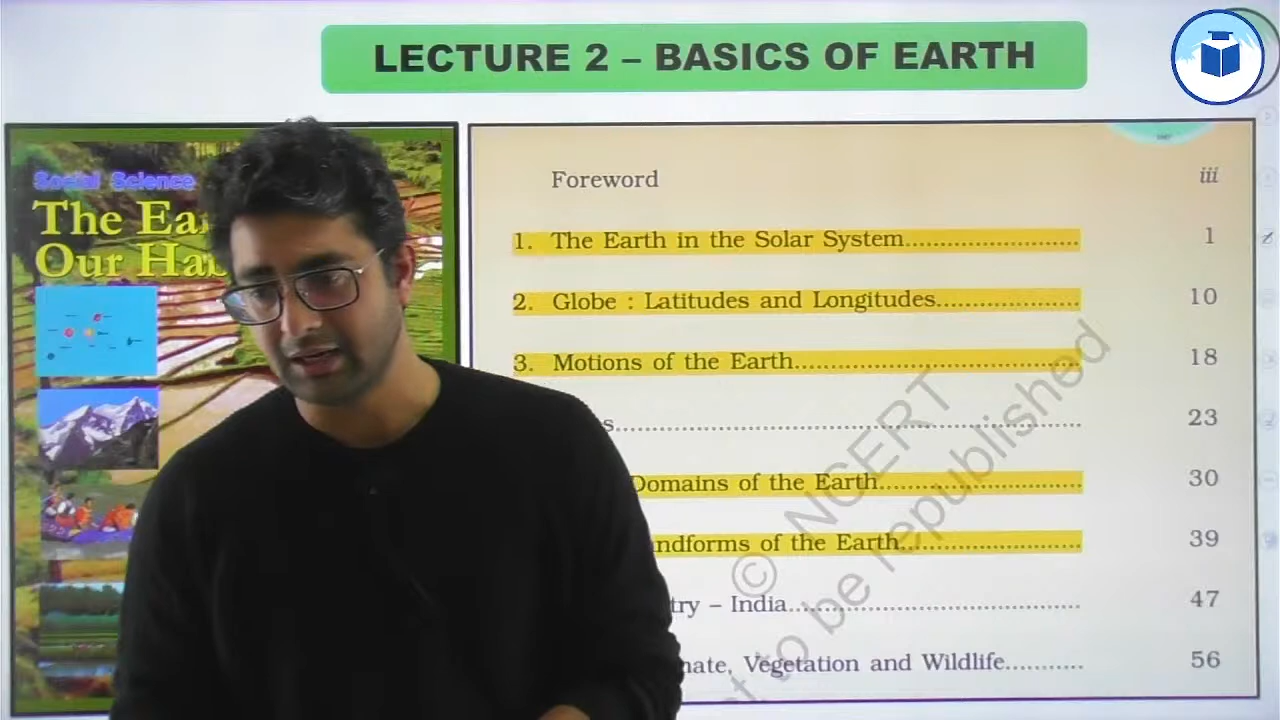 LECTURE 2 – BASICS OF EARTH
Social Science
The Ear
Our Hab
Foreword iii
1. The Earth in the Solar System 1
2. Globe : Latitudes and Longitudes 10
3. Motions of the Earth 18
s 23
Domains of the Earth 30
ndforms of the Earth 39
try – India 47
mate, Vegetation and Wildlife 56
© NCERT
t to be republished